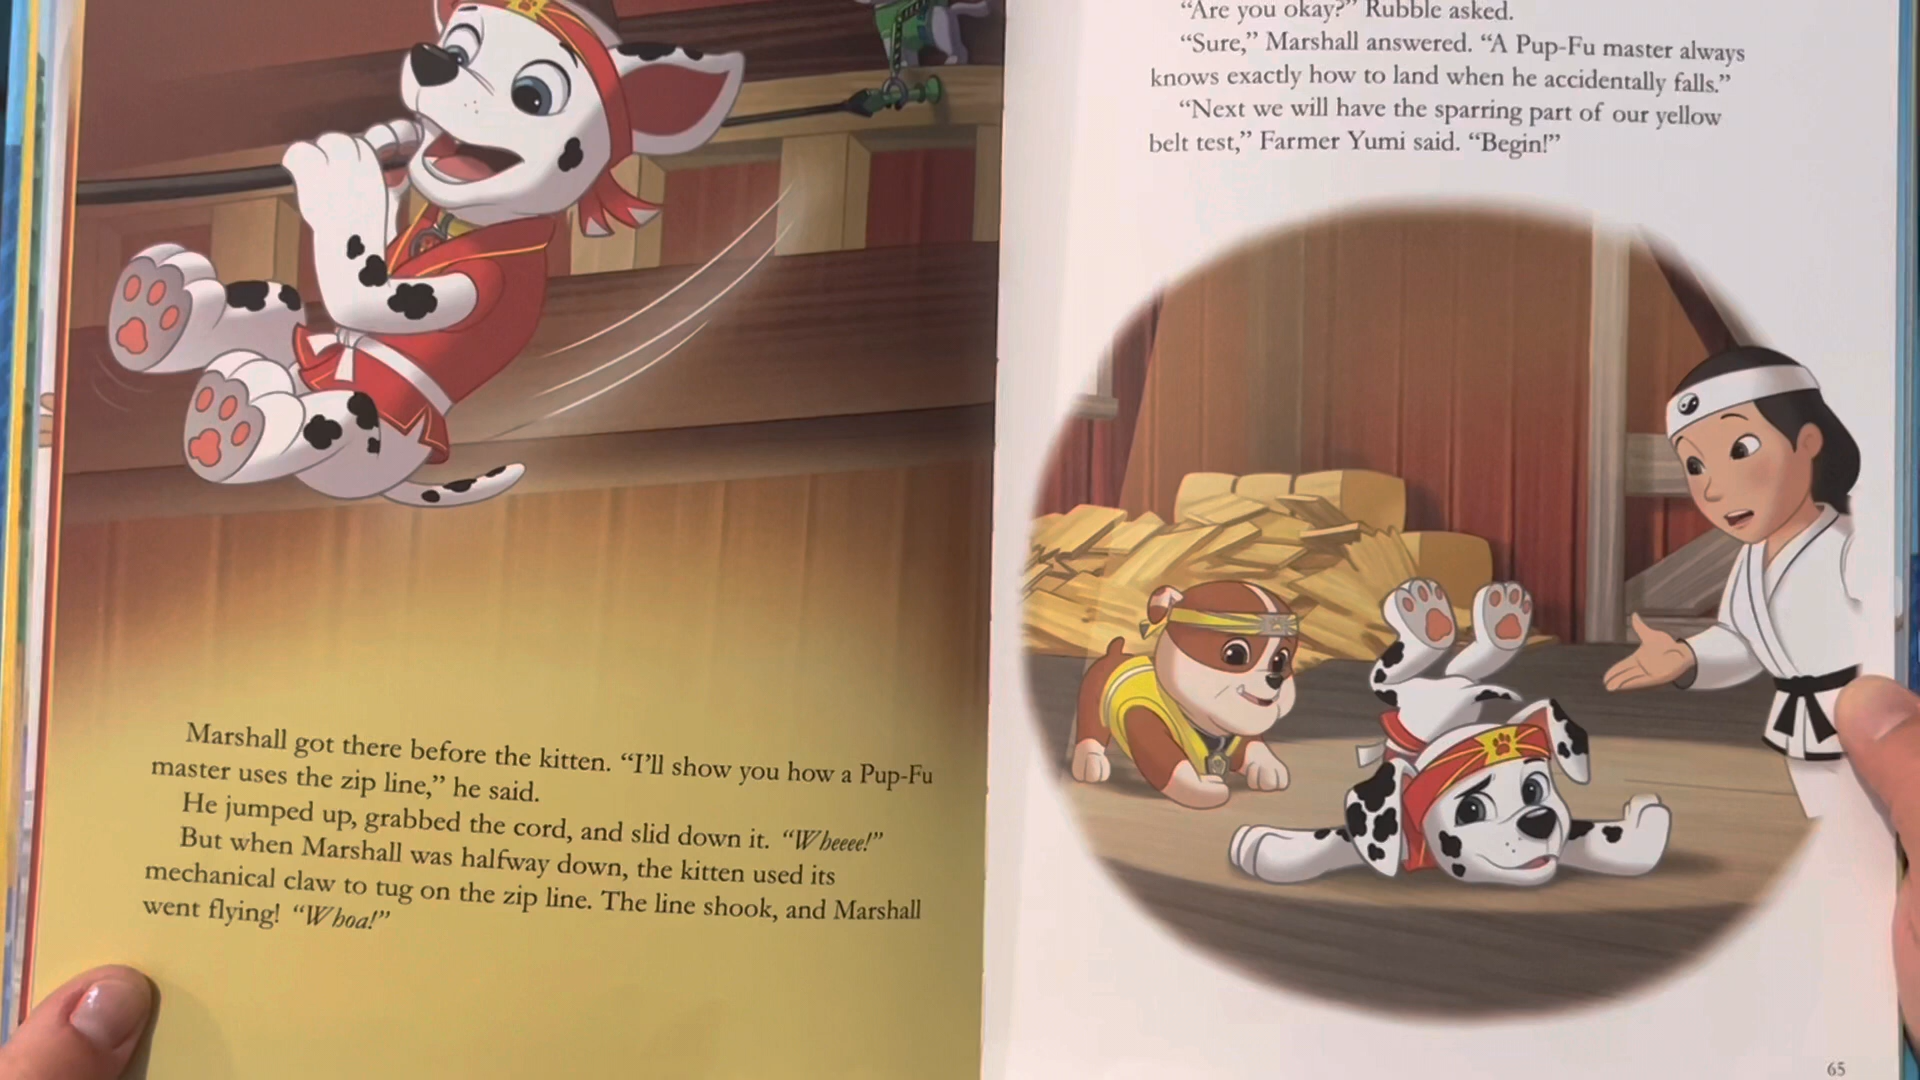 Marshall got there before the kitten. “I’ll show you how a Pup-Fu
master uses the zip line,” he said.
He jumped up, grabbed the cord, and slid down it. “Wheeee!”
But when Marshall was halfway down, the kitten used its
mechanical claw to tug on the zip line. The line shook, and Marshall
went flying! “Whoa!”
“Are you okay?” Rubble asked.
“Sure,” Marshall answered. “A Pup-Fu master always
knows exactly how to land when he accidentally falls.”
“Next we will have the sparring part of our yellow
belt test,” Farmer Yumi said. “Begin!”
65